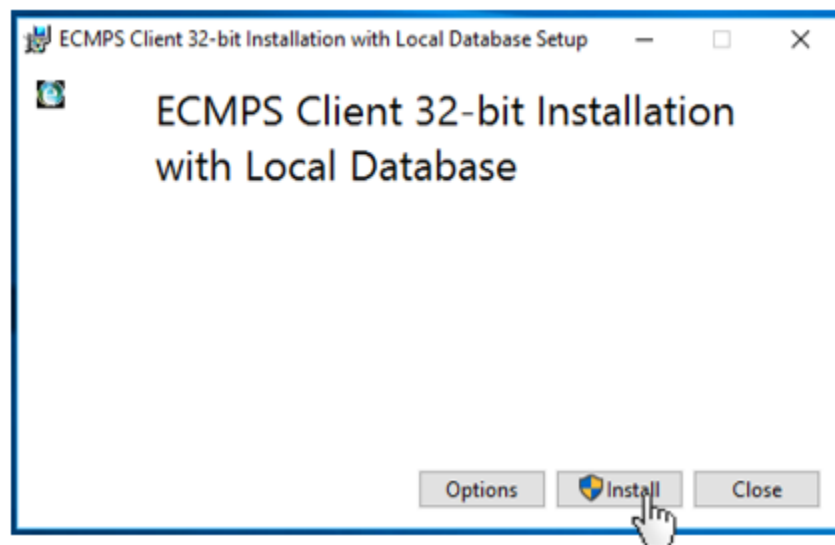 ECMPS Client 32-bit Installation with Local Database Setup
ECMPS Client 32-bit Installation
with Local Database
Options
Install
Close